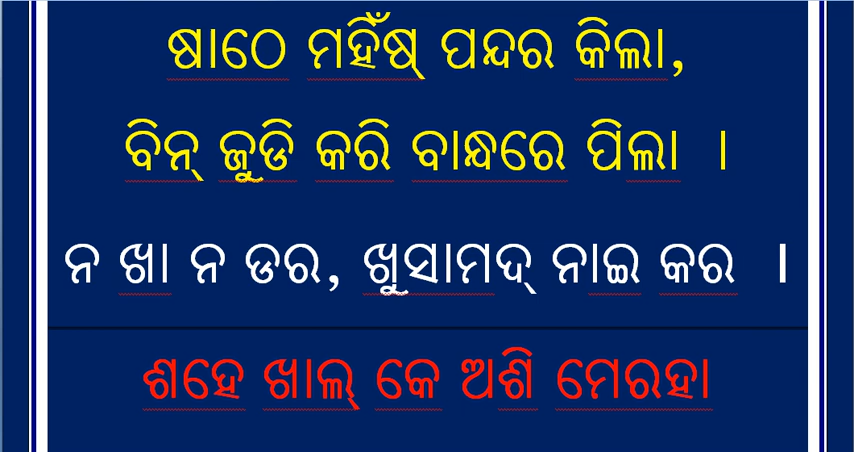 ଷାଠେ ମହିଁଷ୍ ପନ୍ଦର କିଲା,
ବିନ୍ ଜୁଡି କରି ବାନ୍ଧରେ ପିଲା ।
ନ ଖା ନ ଡର, ଖୁସାମଦ୍ ନାଇ କର ।
ଶହେ ଖାଲ୍ କେ ଅଶି ମେରହା